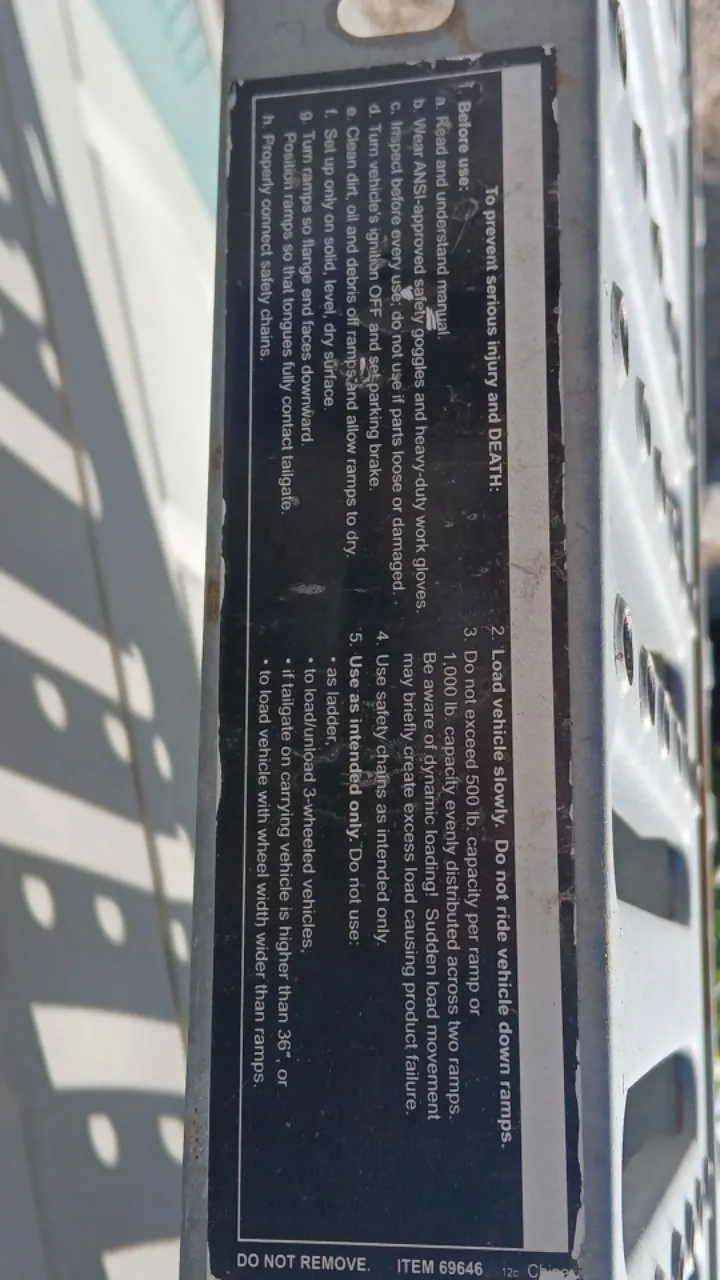 To prevent serious injury and DEATH:
1. Before use:
a. Read and understand manual.
b. Wear ANSI-approved safety goggles and heavy-duty work gloves.
c. Inspect before every use; do not use if parts loose or damaged.
d. Turn vehicle's ignition OFF and set parking brake.
e. Clean dirt, oil and debris off ramps and allow ramps to dry.
f. Set up only on solid, level, dry surface.
g. Turn ramps so flange end faces downward.
Position ramps so that tongues fully contact tailgate.
h. Properly connect safety chains.
2. Load vehicle slowly. Do not ride vehicle down ramps.
3. Do not exceed 500 lb. capacity per ramp or
1,000 lb. capacity evenly distributed across two ramps.
Be aware of dynamic loading! Sudden load movement
may briefly create excess load causing product failure.
4. Use safety chains as intended only.
5. Use as intended only. Do not use:
• as ladder,
• to load/unload 3-wheeled vehicles,
• if tailgate on carrying vehicle is higher than 36", or
• to load vehicle with wheel width wider than ramps.
DO NOT REMOVE. ITEM 69646 12c China